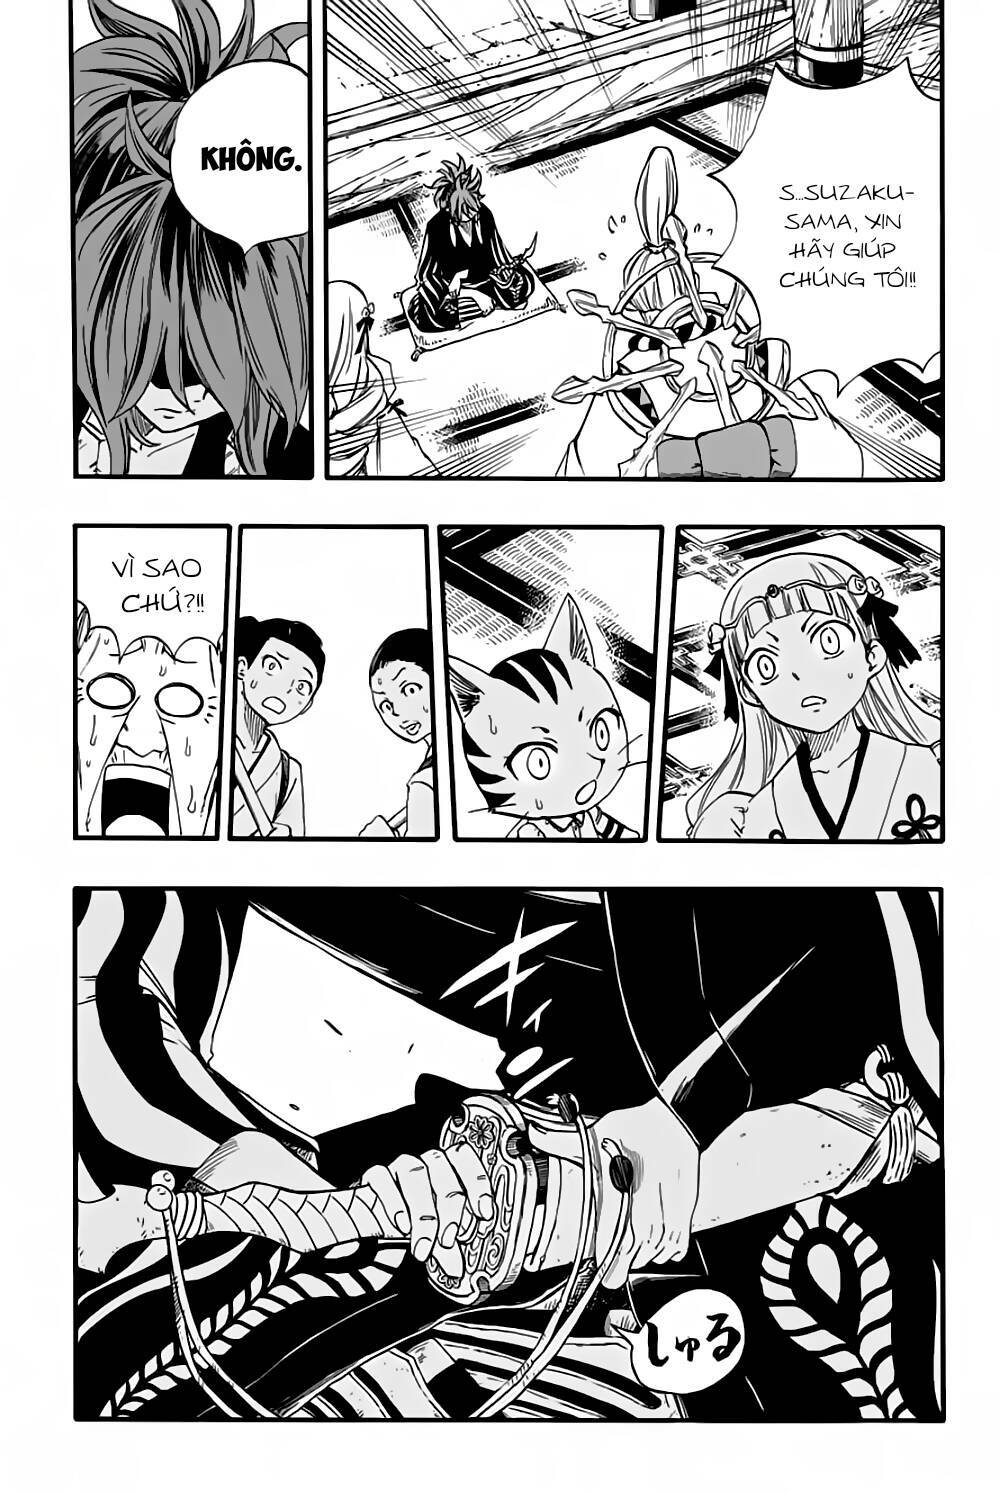 S...SUZAKU-
SAMA, XIN
HÃY GIÚP
CHÚNG TÔI!!
KHÔNG.
VÌ SAO
CHỨ?!!
しゅる